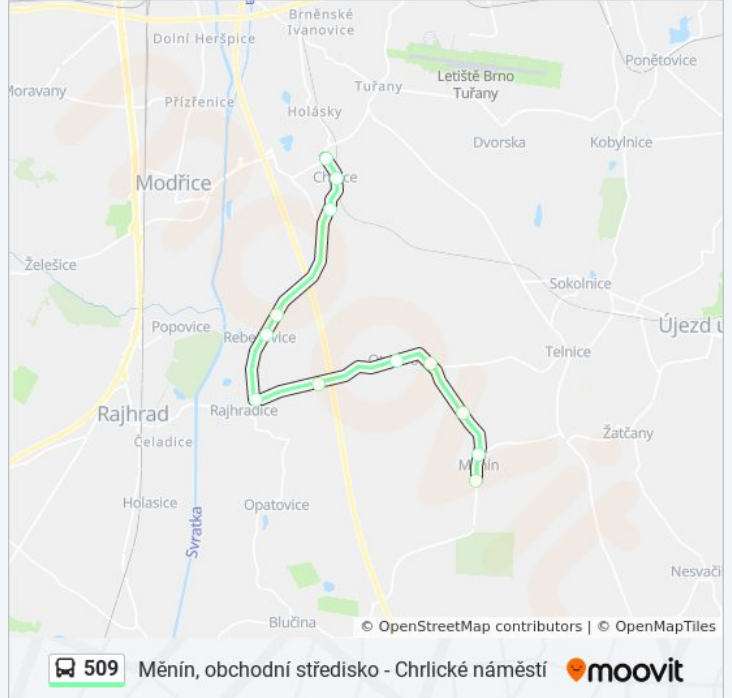 Brněnské
Ivanovice
Dolní Heršpice
Letiště Brno
Tuřany
Ponětovice
Moravany
Přízřenice
Tuřany
Holásky
Dvorska
Kobylnice
Modřice
Chrlice
Želešice
Sokolnice
Popovice
Rebešovice
Újezd u
Telnice
Rajhrad
Rajhradice
Čeladice
Žatčany
Měnín
Holasice
Opatovice
Svratka
Nesvači
Blučina
© OpenStreetMap contributors | © OpenMapTiles
509 Měnín, obchodní středisko - Chrlické náměstí moovit